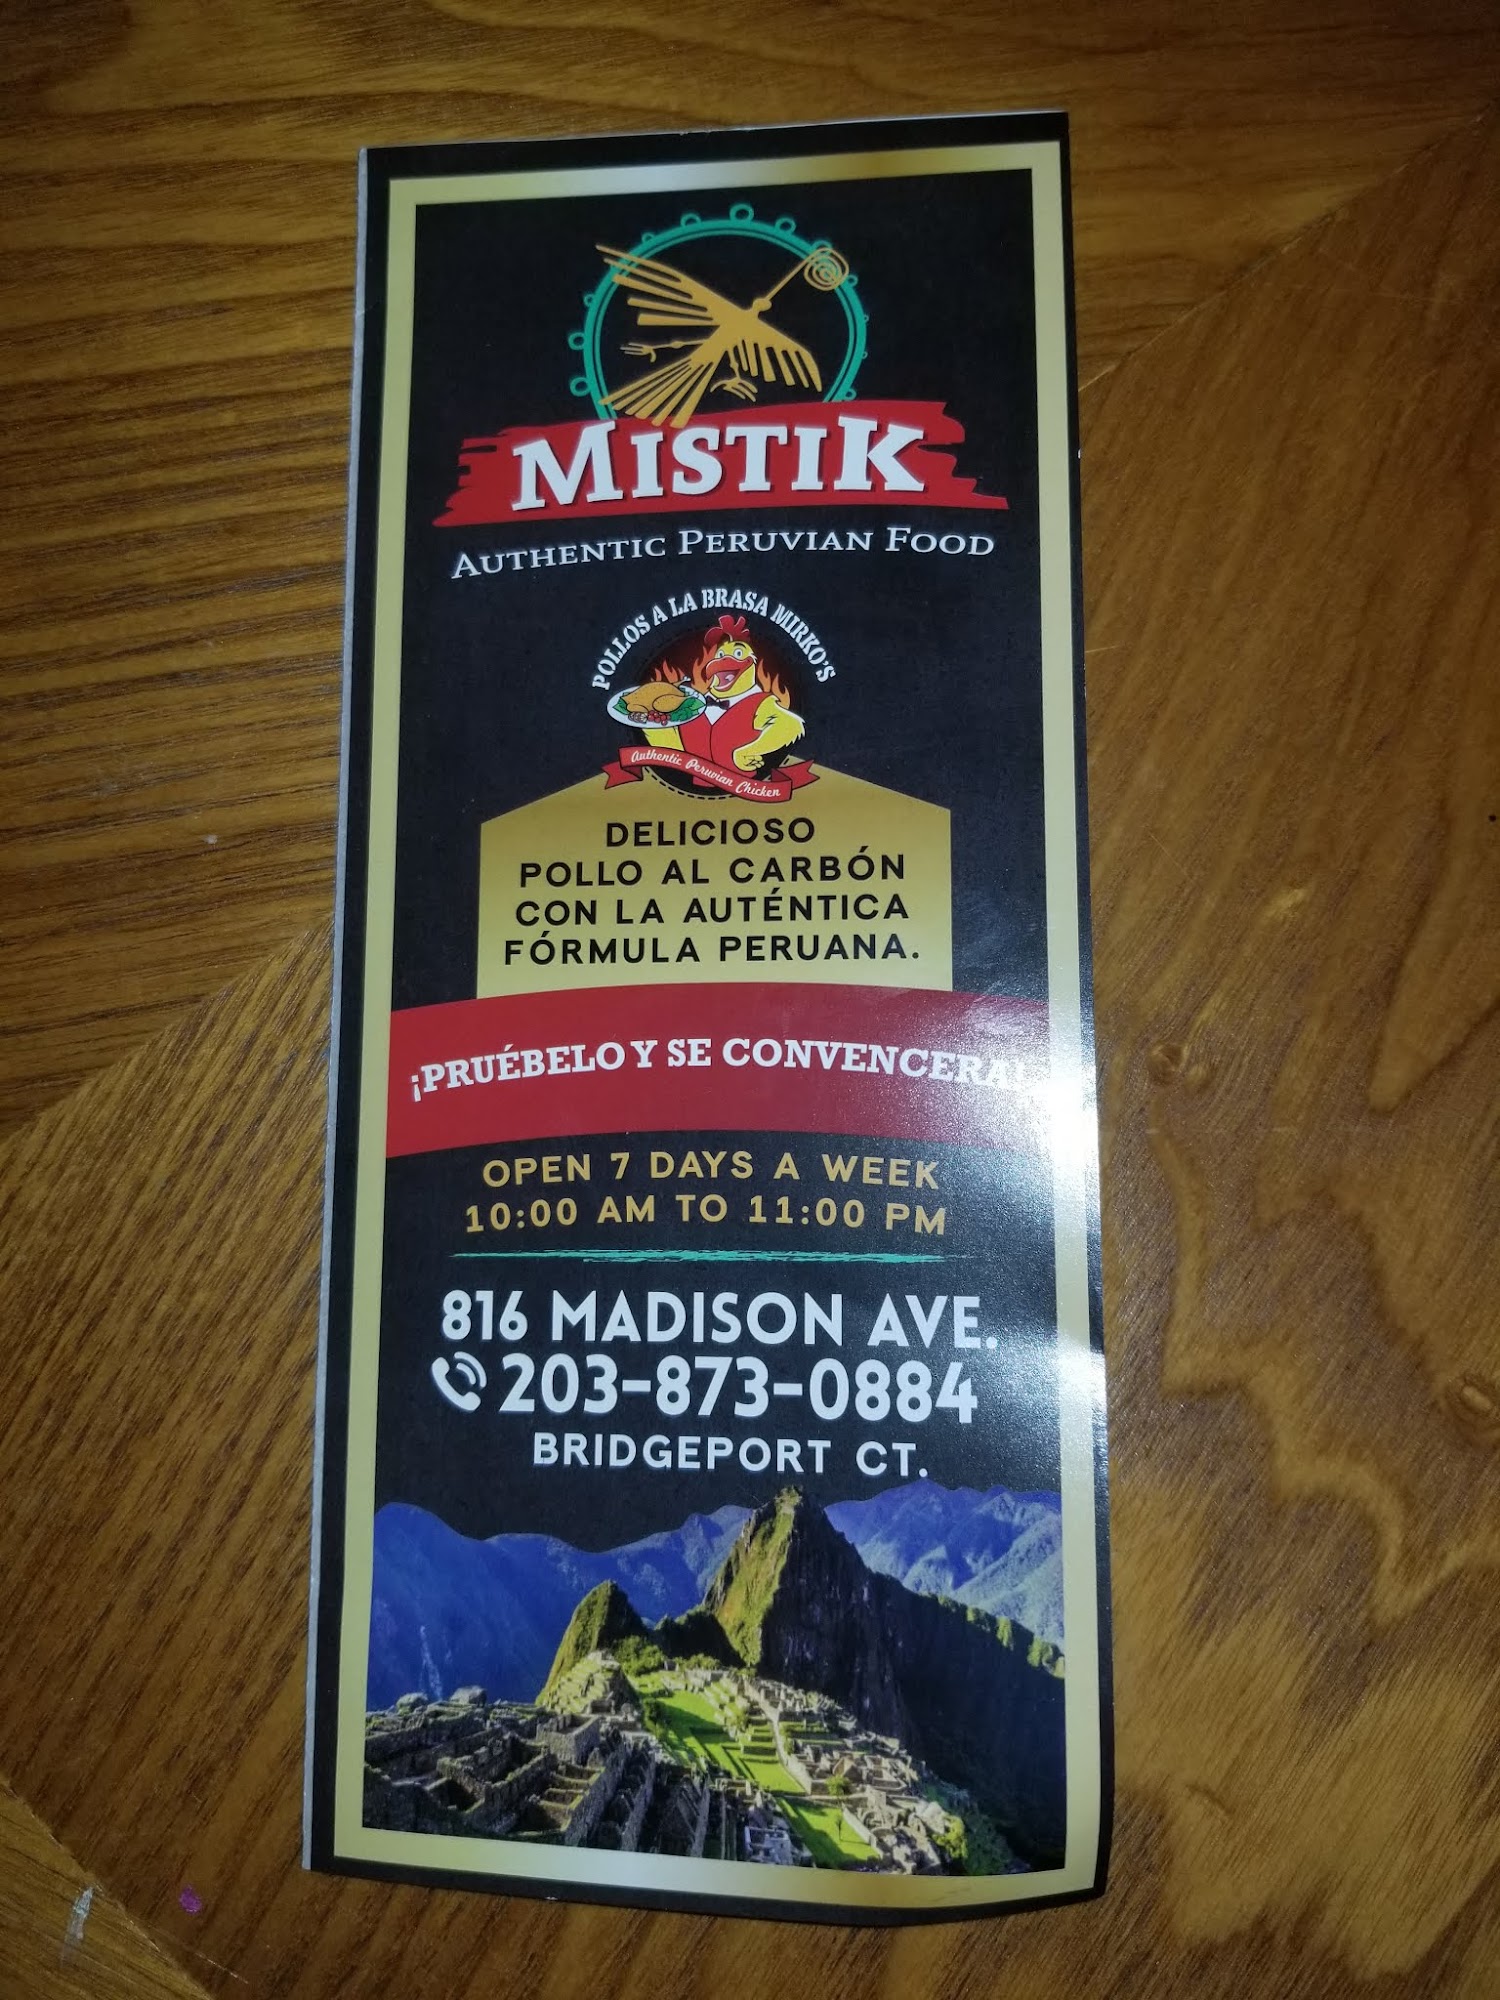 MISTIK
AUTHENTIC PERUVIAN FOOD
POLLOS A LA BRASA MIRKO'S
Authentic Peruvian Chicken
DELICIOSO
POLLO AL CARBÓN
CON LA AUTÉNTICA
FÓRMULA PERUANA.
¡PRUÉBELO Y SE CONVENCERA!
OPEN 7 DAYS A WEEK
10:00 AM TO 11:00 PM
816 MADISON AVE.
203-873-0884
BRIDGEPORT CT.